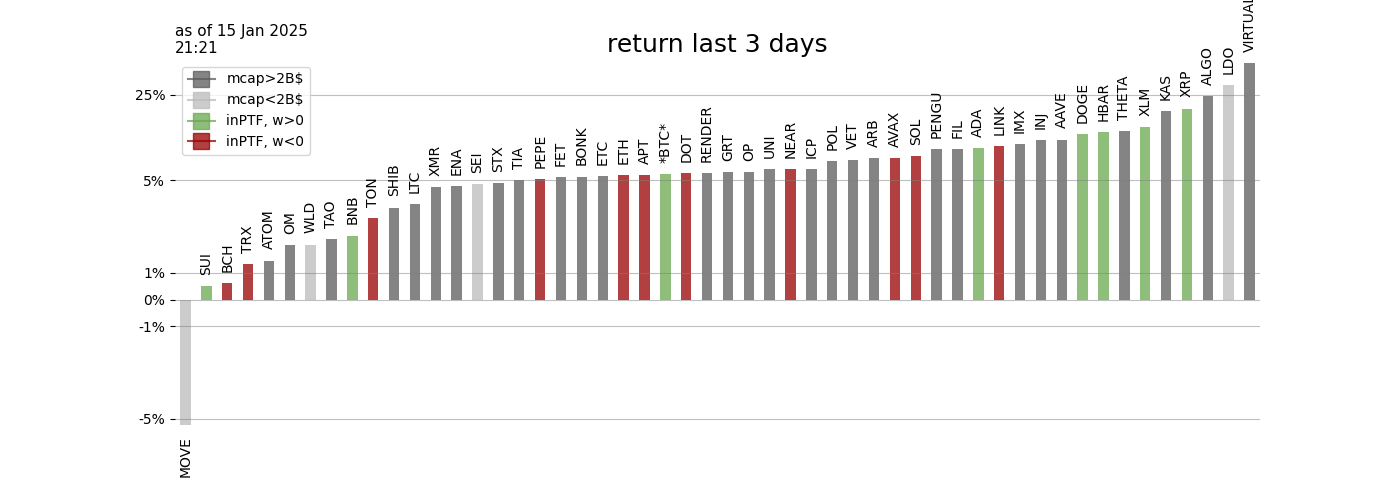 as of 15 Jan 2025
21:21
return last 3 days
mcap>2B$
mcap<2B$
inPTF, w>0
inPTF, w<0
25%
5%
1%
0%
-1%
-5%
MOVE
SUI
BCH
TRX
ATOM
OM
WLD
TAO
BNB
TON
SHIB
LTC
XMR
ENA
SEI
STX
TIA
PEPE
FET
BONK
ETC
ETH
APT
*BTC*
DOT
RENDER
GRT
OP
UNI
NEAR
ICP
POL
VET
ARB
AVAX
SOL
PENGU
FIL
ADA
LINK
IMX
INJ
AAVE
DOGE
HBAR
THETA
XLM
KAS
XRP
ALGO
LDO
VIRTUAL